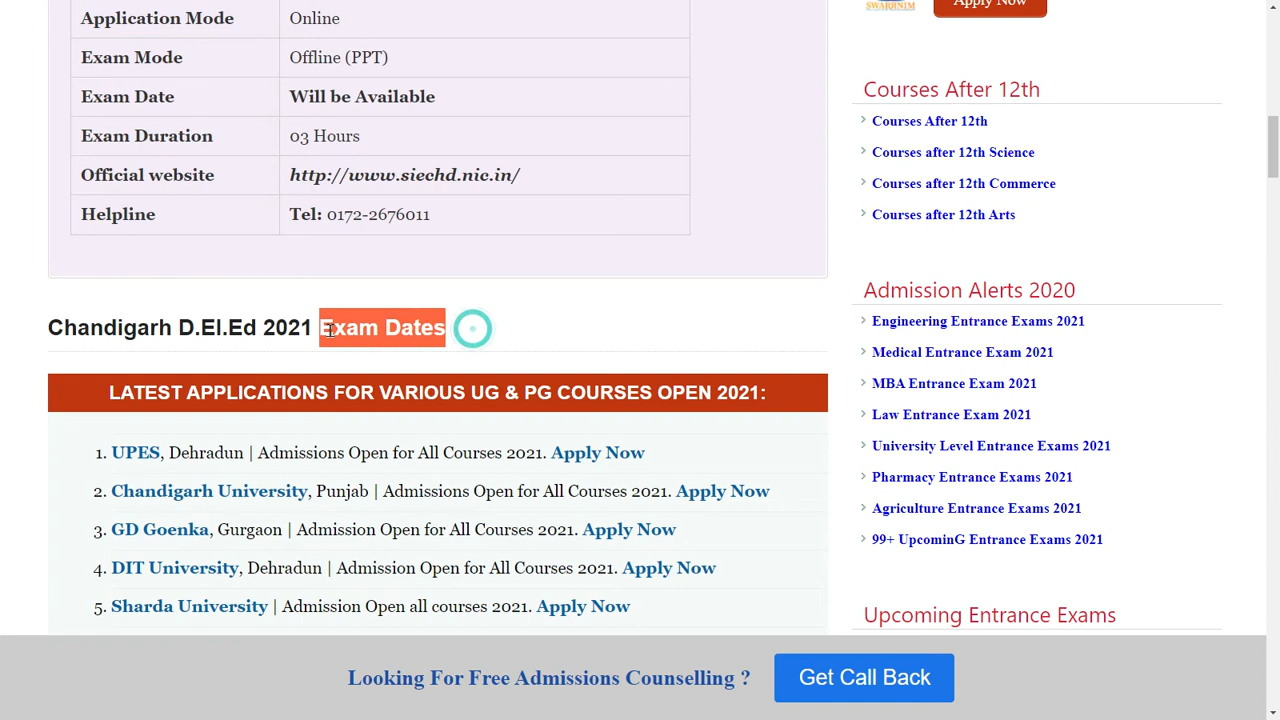 SWARNIM
Apply Now
Application Mode Online
Exam Mode Offline (PPT)
Exam Date Will be Available
Exam Duration 03 Hours
Official website http://www.siechd.nic.in/
Helpline Tel: 0172-2676011
Chandigarh D.El.Ed 2021 Exam Dates
LATEST APPLICATIONS FOR VARIOUS UG & PG COURSES OPEN 2021:
1. UPES, Dehradun | Admissions Open for All Courses 2021. Apply Now
2. Chandigarh University, Punjab | Admissions Open for All Courses 2021. Apply Now
3. GD Goenka, Gurgaon | Admission Open for All Courses 2021. Apply Now
4. DIT University, Dehradun | Admission Open for All Courses 2021. Apply Now
5. Sharda University | Admission Open all courses 2021. Apply Now
Courses After 12th
Courses After 12th
Courses after 12th Science
Courses after 12th Commerce
Courses after 12th Arts
Admission Alerts 2020
Engineering Entrance Exams 2021
Medical Entrance Exam 2021
MBA Entrance Exam 2021
Law Entrance Exam 2021
University Level Entrance Exams 2021
Pharmacy Entrance Exams 2021
Agriculture Entrance Exams 2021
99+ UpcominG Entrance Exams 2021
Upcoming Entrance Exams
Looking For Free Admissions Counselling ? Get Call Back